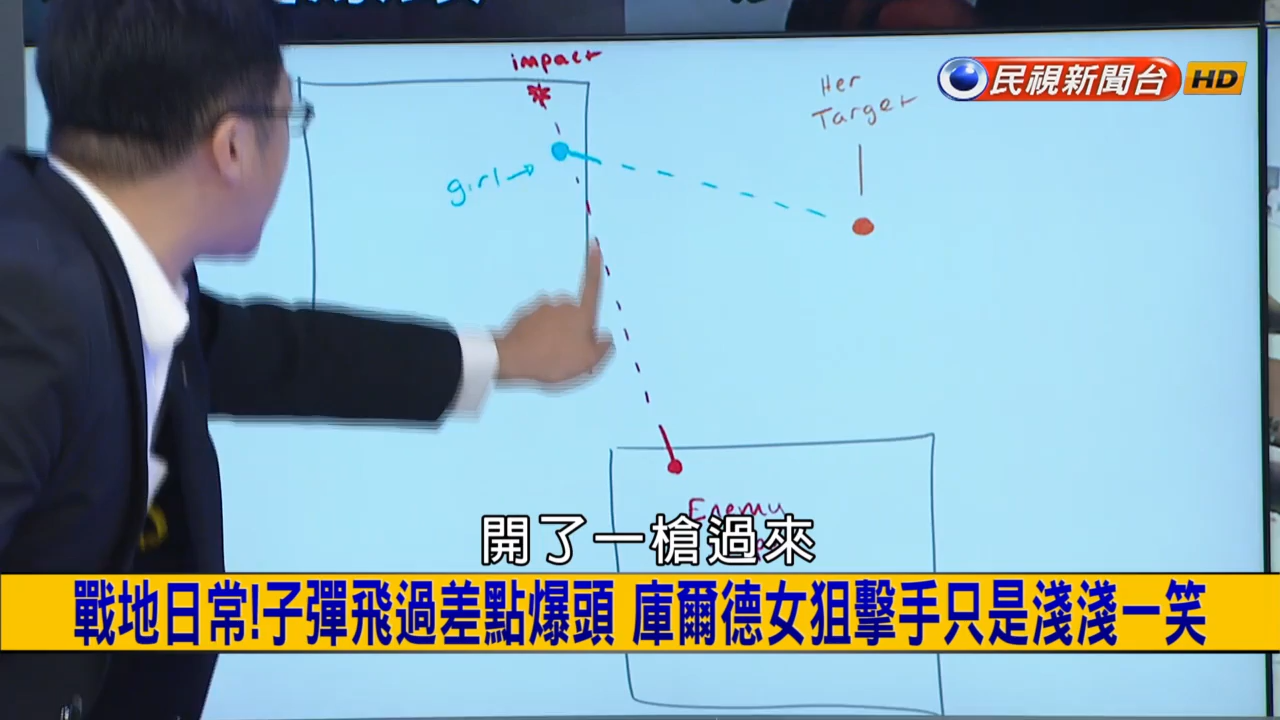 impact
民視新聞台 HD
Her
Target
girl
Enemy
開了一槍過來
戰地日常!子彈飛過差點爆頭 庫爾德女狙擊手只是淺淺一笑